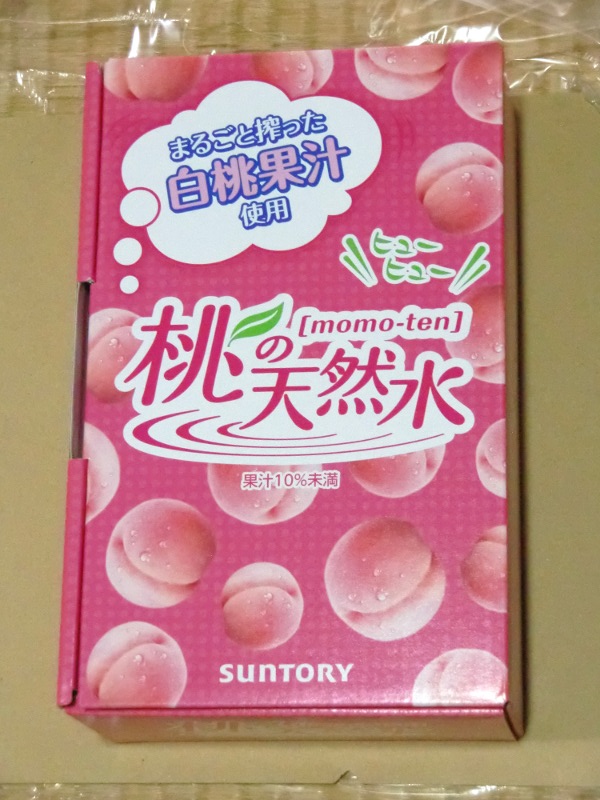 まるごと搾った
白桃果汁
使用
ヒュー
ヒュー
[momo-ten]
桃の天然水
果汁10%未満
SUNTORY